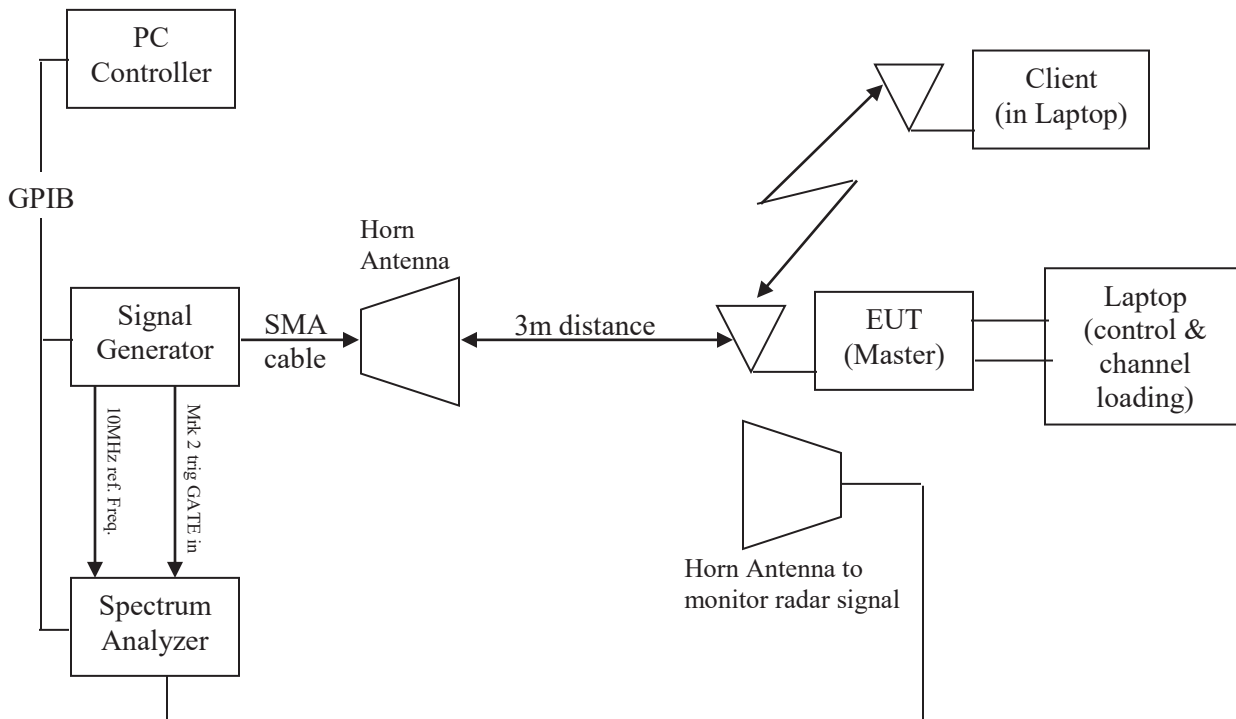 PC
Controller
Client
(in Laptop)
GPIB
Horn
Antenna
Signal
Generator
SMA
cable
3m distance
EUT
(Master)
Laptop
(control &
channel
loading)
10MHz ref. Freq.
Mrk 2 trig GATE in
Horn Antenna to
monitor radar signal
Spectrum
Analyzer